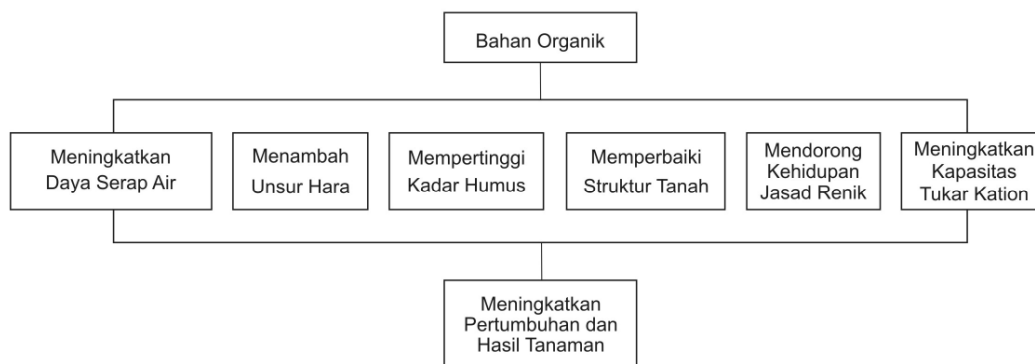 Bahan Organik
Meningkatkan
Daya Serap Air
Menambah
Unsur Hara
Mempertinggi
Kadar Humus
Memperbaiki
Struktur Tanah
Mendorong
Kehidupan
Jasad Renik
Meningkatkan
Kapasitas
Tukar Kation
Meningkatkan
Pertumbuhan dan
Hasil Tanaman